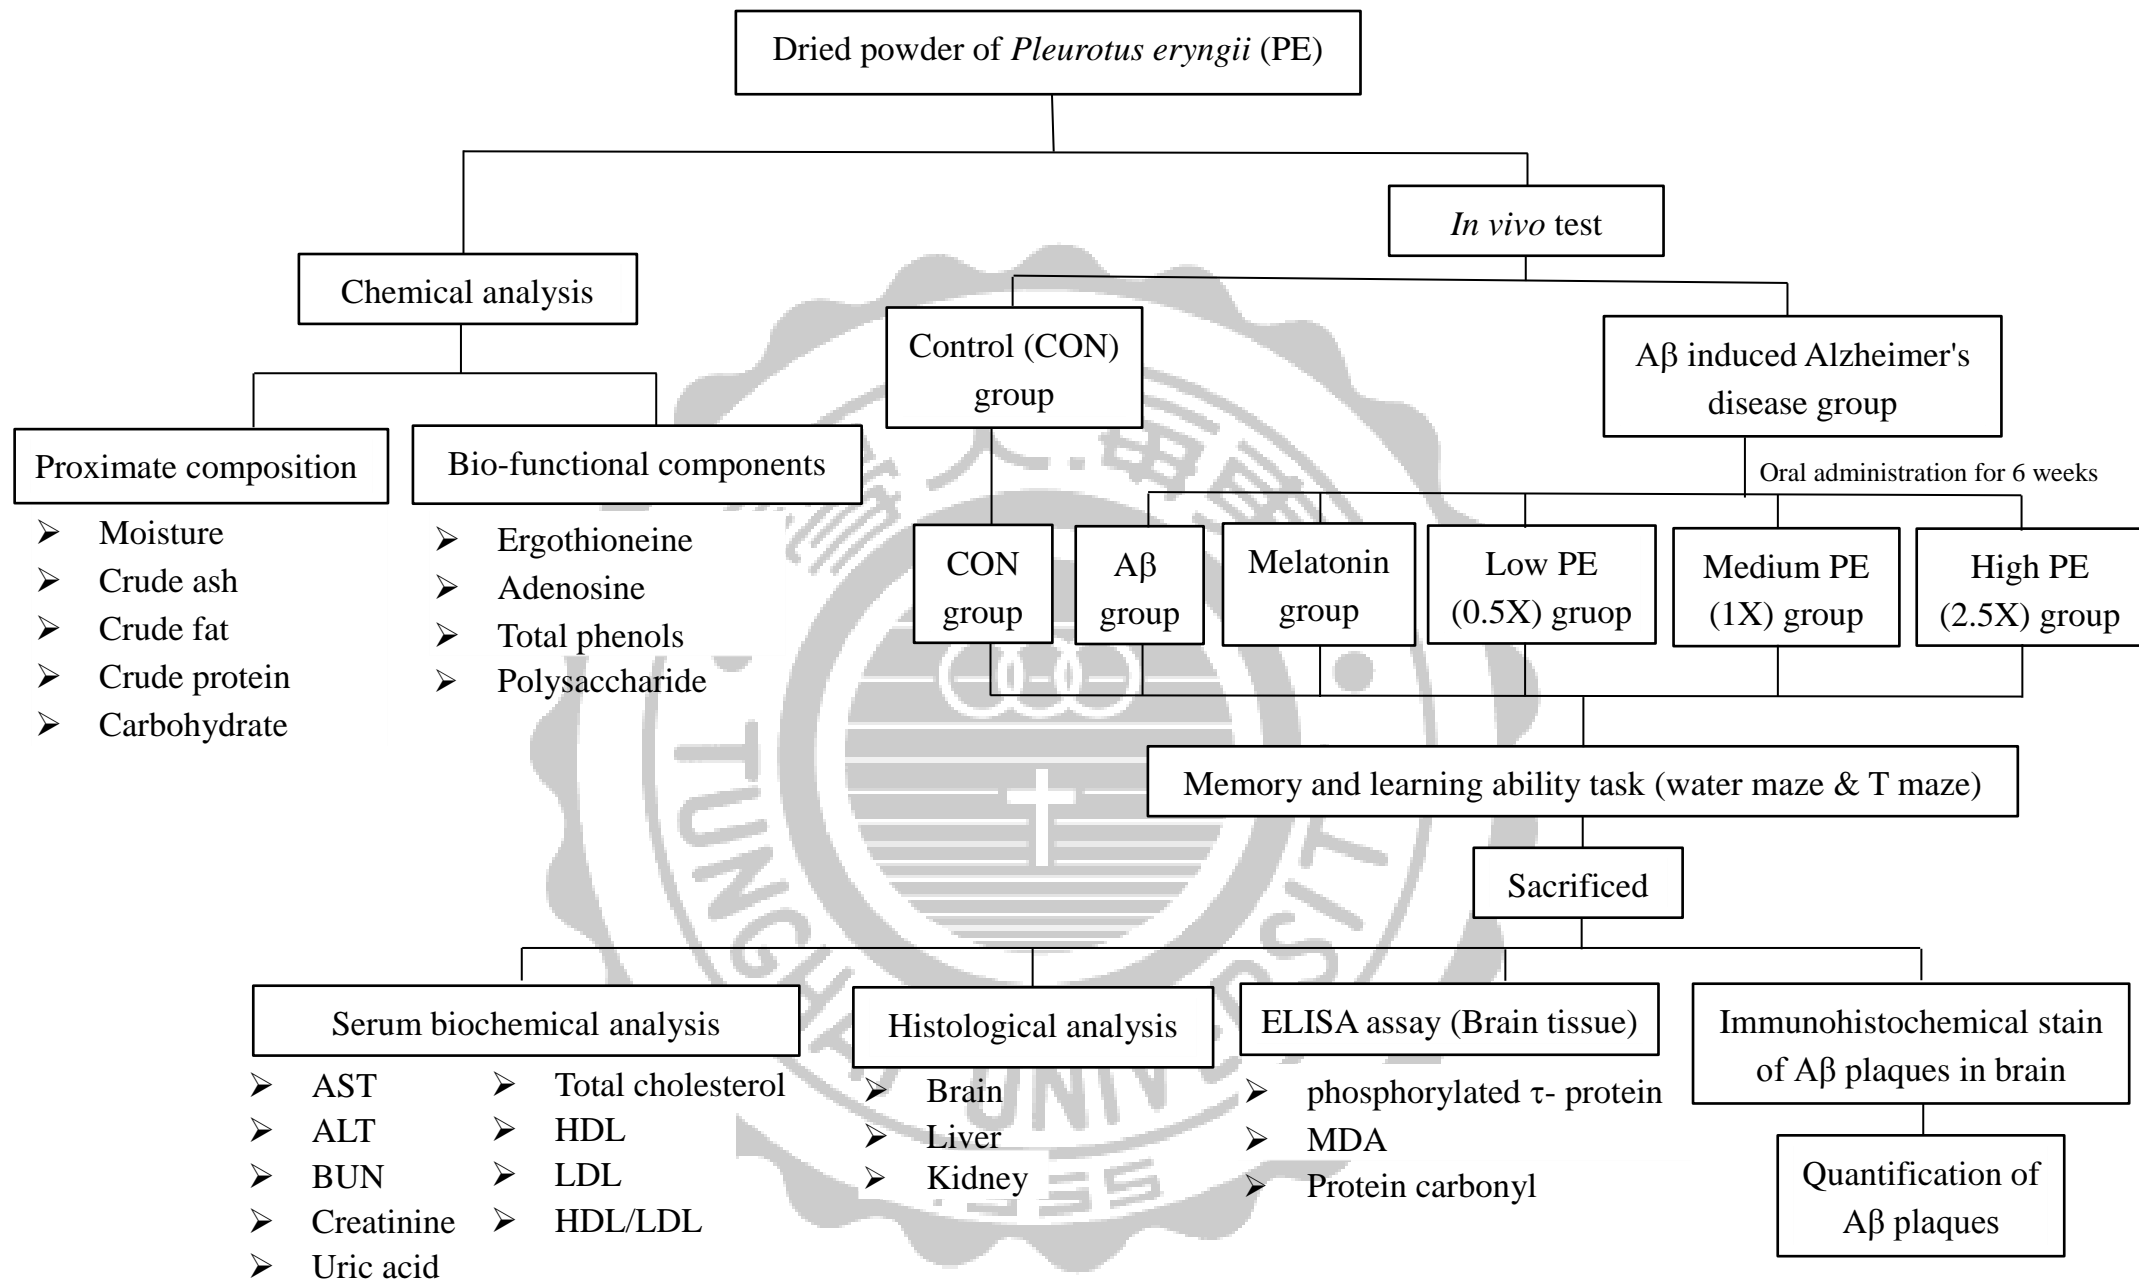 Dried powder of Pleurotus eryngii (PE)
In vivo test
Chemical analysis
Control (CON)
group
Aβ induced Alzheimer's
disease group
Proximate composition
Bio-functional components
Oral administration for 6 weeks
➢ Moisture
➢ Crude ash
➢ Crude fat
➢ Crude protein
➢ Carbohydrate
➢ Ergothioneine
➢ Adenosine
➢ Total phenols
➢ Polysaccharide
CON
group
Aβ
group
Melatonin
group
Low PE
(0.5X) gruop
Medium PE
(1X) group
High PE
(2.5X) group
Memory and learning ability task (water maze & T maze)
Sacrificed
Serum biochemical analysis
➢ AST
➢ ALT
➢ BUN
➢ Creatinine
➢ Uric acid
➢ Total cholesterol
➢ HDL
➢ LDL
➢ HDL/LDL
Histological analysis
➢ Brain
➢ Liver
➢ Kidney
ELISA assay (Brain tissue)
➢ phosphorylated τ- protein
➢ MDA
➢ Protein carbonyl
Immunohistochemical stain
of Aβ plaques in brain
Quantification of
Aβ plaques
TUNGHAI UNIVERSITY